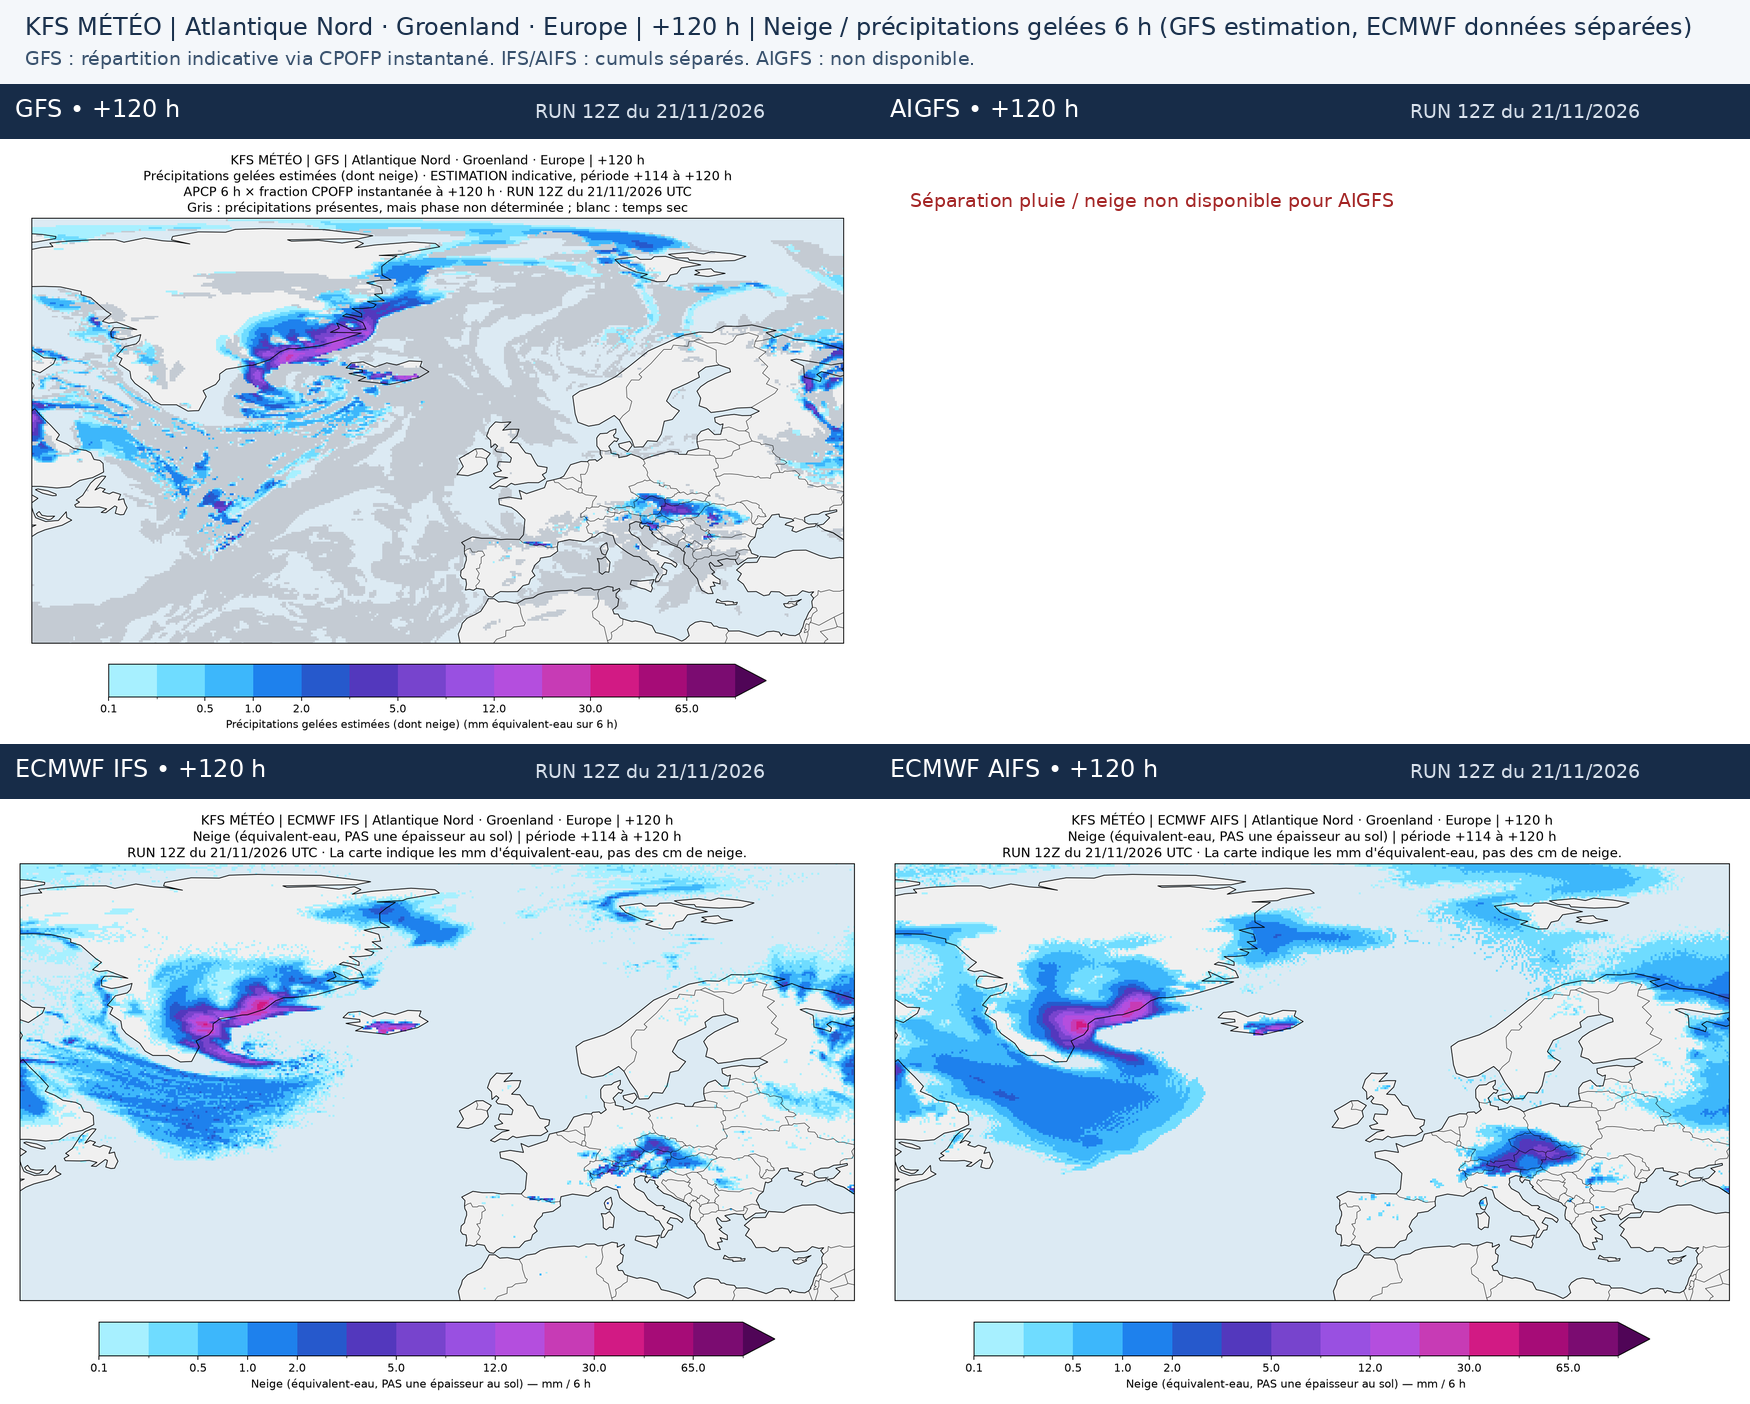 KFS MÉTÉO | Atlantique Nord · Groenland · Europe | +120 h | Neige / précipitations gelées 6 h (GFS estimation, ECMWF données séparées)
GFS : répartition indicative via CPOFP instantané. IFS/AIFS : cumuls séparés. AIGFS : non disponible.
GFS • +120 h
RUN 12Z du 21/11/2026
KFS MÉTÉO | GFS | Atlantique Nord · Groenland · Europe | +120 h
Précipitations gelées estimées (dont neige) · ESTIMATION indicative, période +114 à +120 h
APCP 6 h × fraction CPOFP instantanée à +120 h · RUN 12Z du 21/11/2026 UTC
Gris : précipitations présentes, mais phase non déterminée ; blanc : temps sec
0.1 0.5 1.0 2.0 5.0 12.0 30.0 65.0
Précipitations gelées estimées (dont neige) (mm équivalent-eau sur 6 h)
AIGFS • +120 h
RUN 12Z du 21/11/2026
Séparation pluie / neige non disponible pour AIGFS
ECMWF IFS • +120 h
RUN 12Z du 21/11/2026
KFS MÉTÉO | ECMWF IFS | Atlantique Nord · Groenland · Europe | +120 h
Neige (équivalent-eau, PAS une épaisseur au sol) | période +114 à +120 h
RUN 12Z du 21/11/2026 UTC · La carte indique les mm d'équivalent-eau, pas des cm de neige.
0.1 0.5 1.0 2.0 5.0 12.0 30.0 65.0
Neige (équivalent-eau, PAS une épaisseur au sol) — mm / 6 h
ECMWF AIFS • +120 h
RUN 12Z du 21/11/2026
KFS MÉTÉO | ECMWF AIFS | Atlantique Nord · Groenland · Europe | +120 h
Neige (équivalent-eau, PAS une épaisseur au sol) | période +114 à +120 h
RUN 12Z du 21/11/2026 UTC · La carte indique les mm d'équivalent-eau, pas des cm de neige.
0.1 0.5 1.0 2.0 5.0 12.0 30.0 65.0
Neige (équivalent-eau, PAS une épaisseur au sol) — mm / 6 h